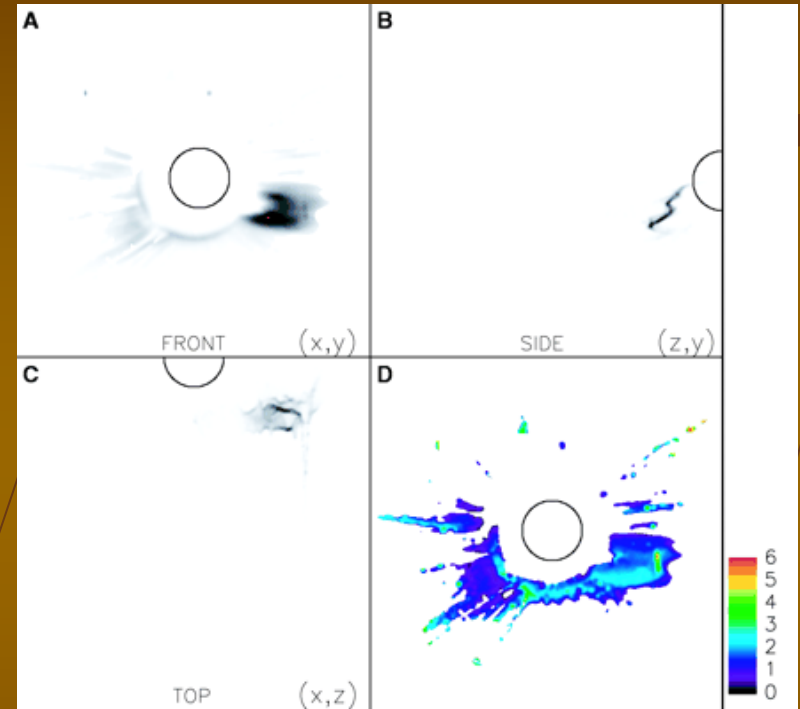 A
FRONT (x,y)
B
SIDE (z,y)
C
TOP (x,z)
D
6
5
4
3
2
1
0